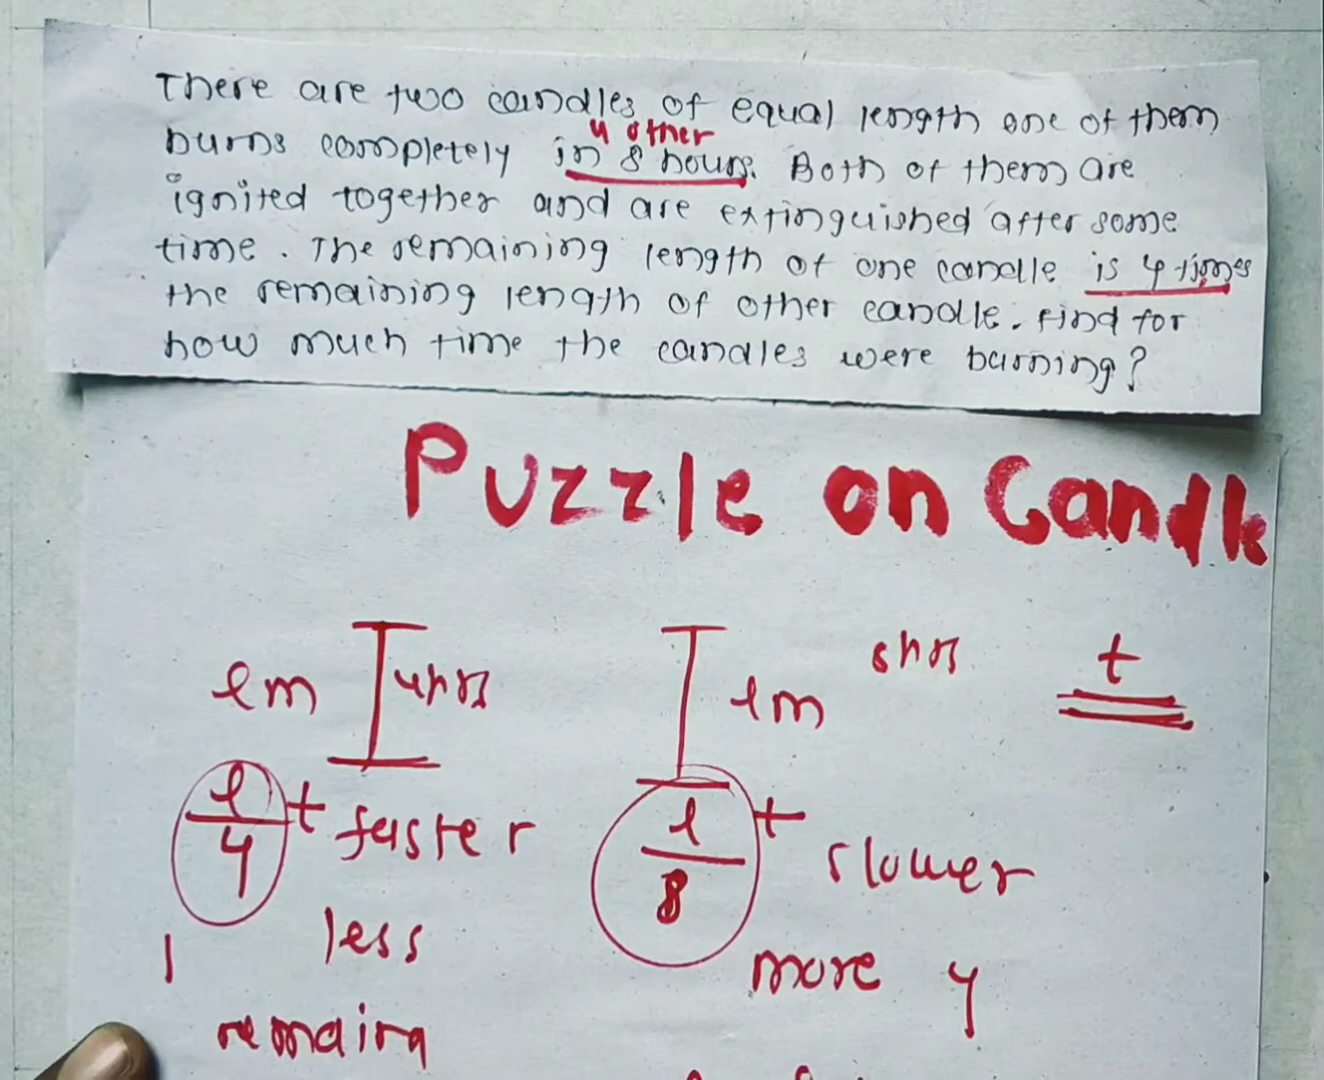 There are two candles of equal length one of them
4 other
burns completely in 8 hours. Both of them are
ignited together and are extinguished after some
time. The remaining length of one candle is 4 times
the remaining length of other candle. Find for
how much time the candles were burning?
Puzzle on Candle
lm 4hrs lm 8hrs t
l/4 t faster l/8 t slower
1 less more 4
remaing